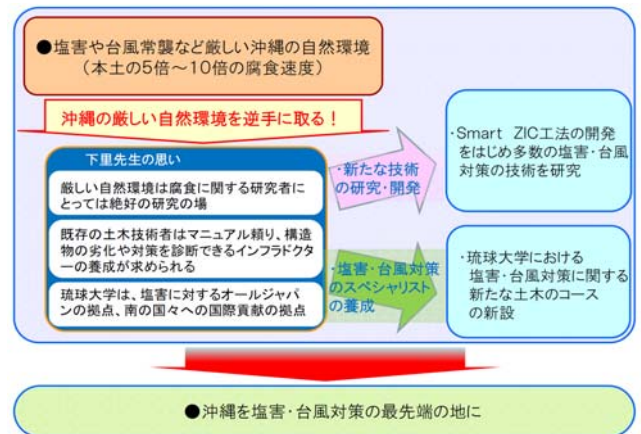 ●塩害や台風常襲など厳しい沖縄の自然環境
(本土の5倍～10倍の腐食速度)
沖縄の厳しい自然環境を逆手に取る！
下里先生の思い
厳しい自然環境は腐食に関する研究者に
とっては絶好の研究の場
既存の土木技術者はマニュアル頼り、構造
物の劣化や対策を診断できるインフラドク
ターの養成が求められる
琉球大学は、塩害に対するオールジャパ
ンの拠点、南の国々への国際貢献の拠点
・新たな技術
の研究・開発
・塩害・台風対策
のスペシャリスト
の養成
・Smart ZIC工法の開発
をはじめ多数の塩害・台風
対策の技術を研究
・琉球大学における
塩害・台風対策に関する
新たな土木のコース
の新設
●沖縄を塩害・台風対策の最先端の地に